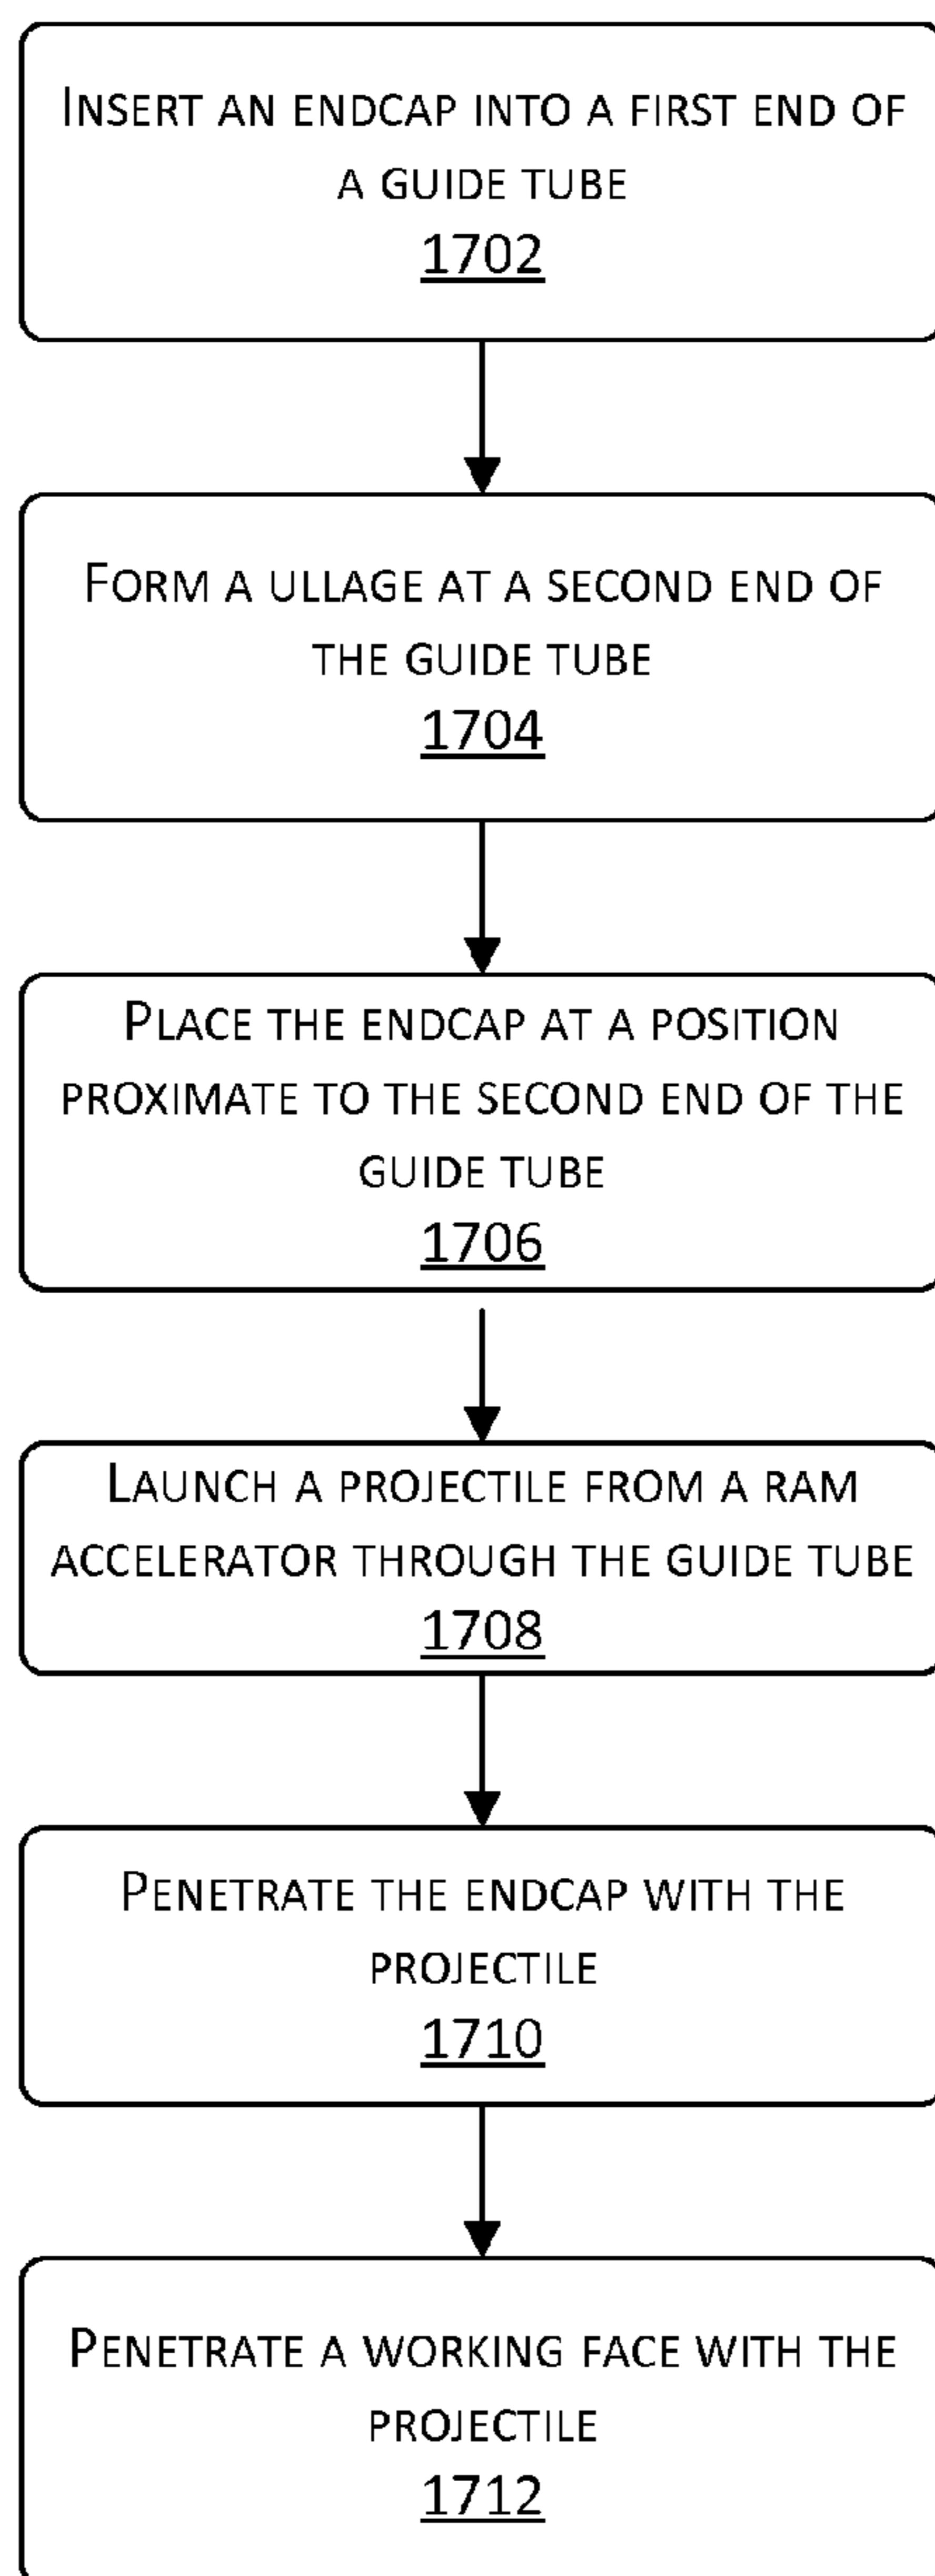 INSERT AN ENDCAP INTO A FIRST END OF
A GUIDE TUBE
1702
FORM A ULLAGE AT A SECOND END OF
THE GUIDE TUBE
1704
PLACE THE ENDCAP AT A POSITION
PROXIMATE TO THE SECOND END OF THE
GUIDE TUBE
1706
LAUNCH A PROJECTILE FROM A RAM
ACCELERATOR THROUGH THE GUIDE TUBE
1708
PENETRATE THE ENDCAP WITH THE
PROJECTILE
1710
PENETRATE A WORKING FACE WITH THE
PROJECTILE
1712